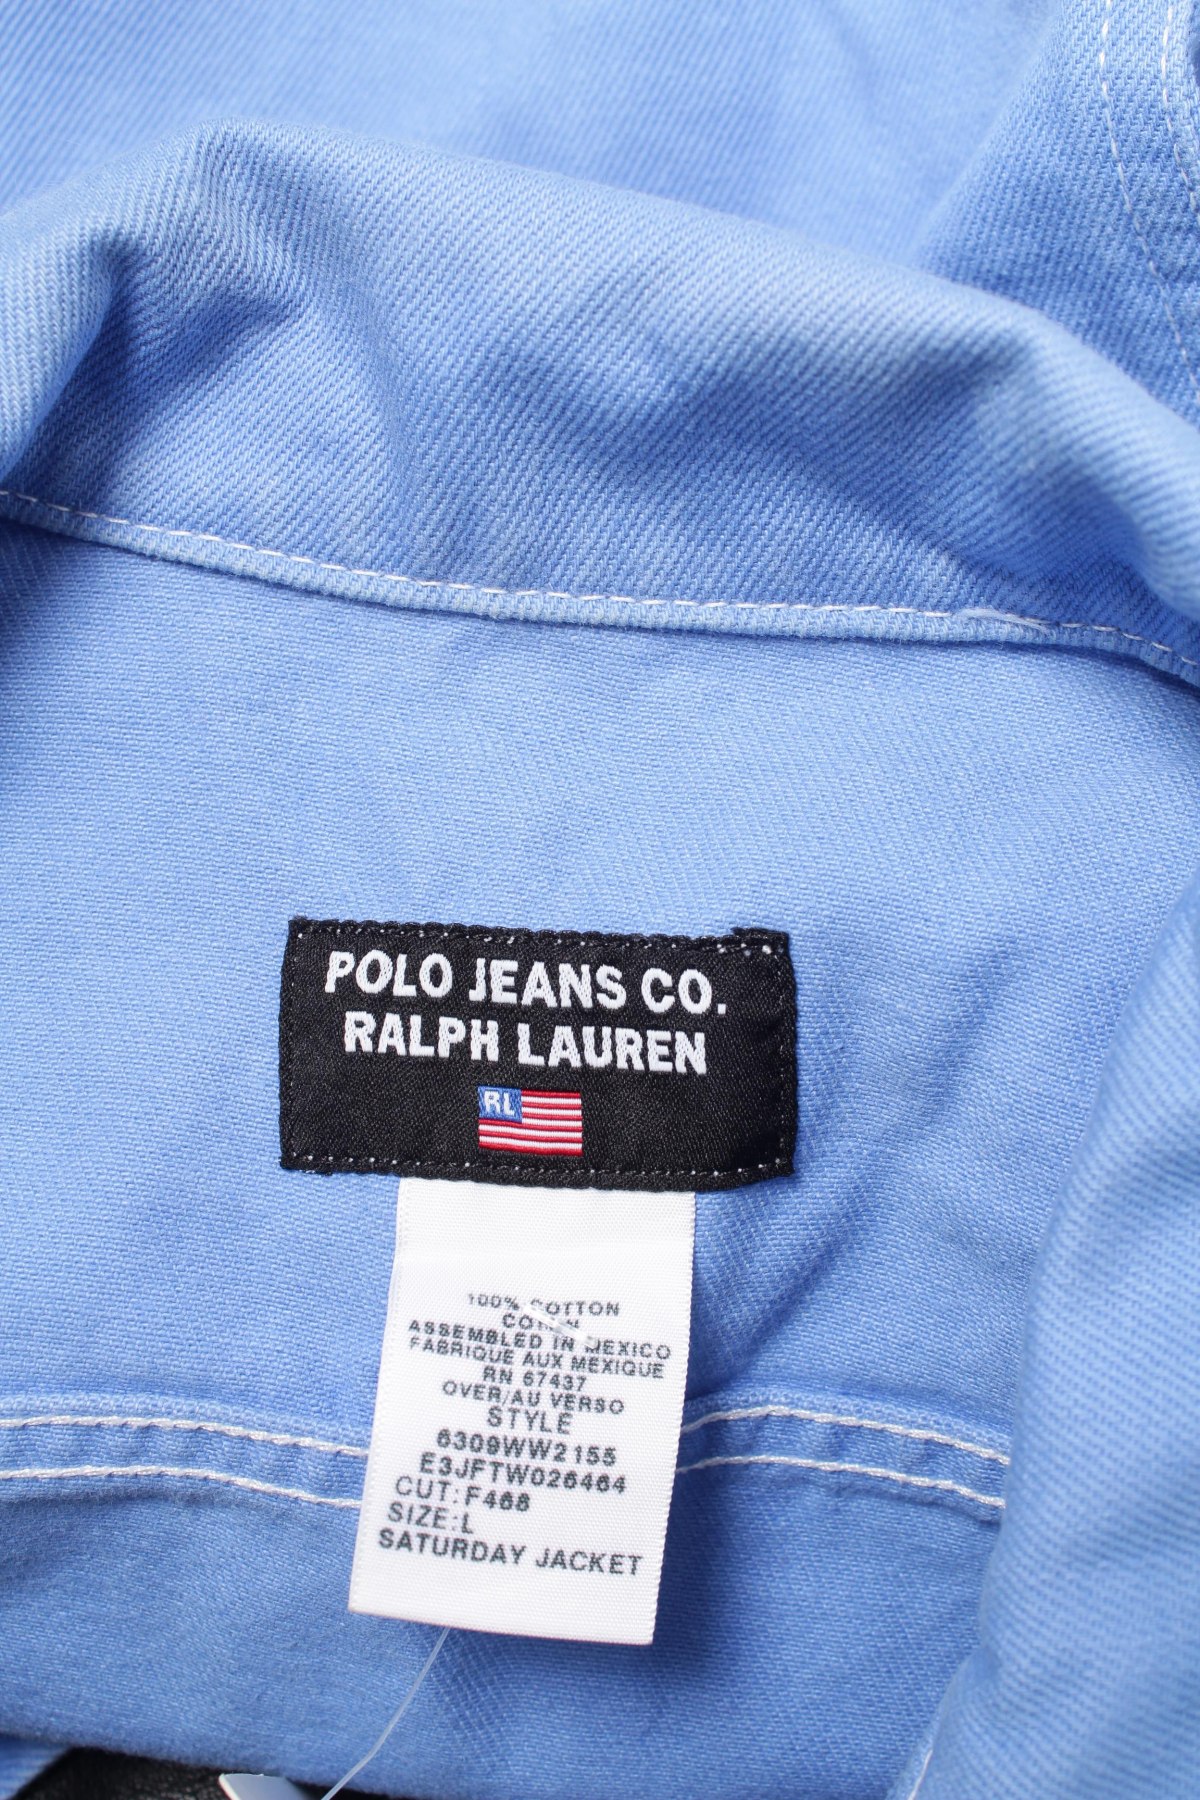 POLO JEANS CO.
RALPH LAUREN
RL
100% COTTON
ASSEMBLED IN MEXICO
FABRIQUE AUX MEXIQUE
RN 67437
OVER/AU VERSO
STYLE
6309WW2155
E3JFTW026464
CUT:F468
SIZE:L
SATURDAY JACKET